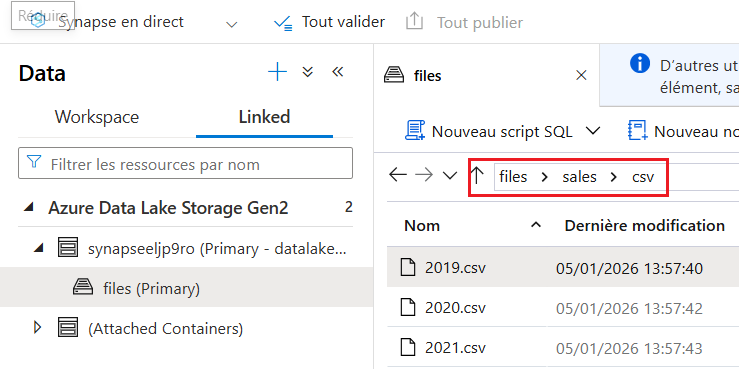 Réduire
Synapse en direct
Tout valider
Tout publier
Data
Workspace
Linked
Filtrer les ressources par nom
Azure Data Lake Storage Gen2 2
synapseeljp9ro (Primary - datalake...
files (Primary)
(Attached Containers)
files
D'autres ut
élément, sa
Nouveau script SQL
Nouveau no
files > sales > csv
Nom Dernière modification
2019.csv 05/01/2026 13:57:40
2020.csv 05/01/2026 13:57:42
2021.csv 05/01/2026 13:57:43